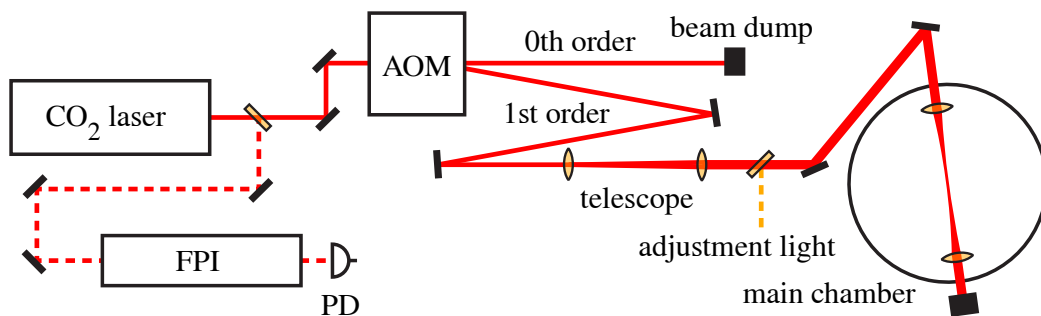 CO2 laser
AOM
0th order
beam dump
1st order
telescope
adjustment light
main chamber
FPI
PD